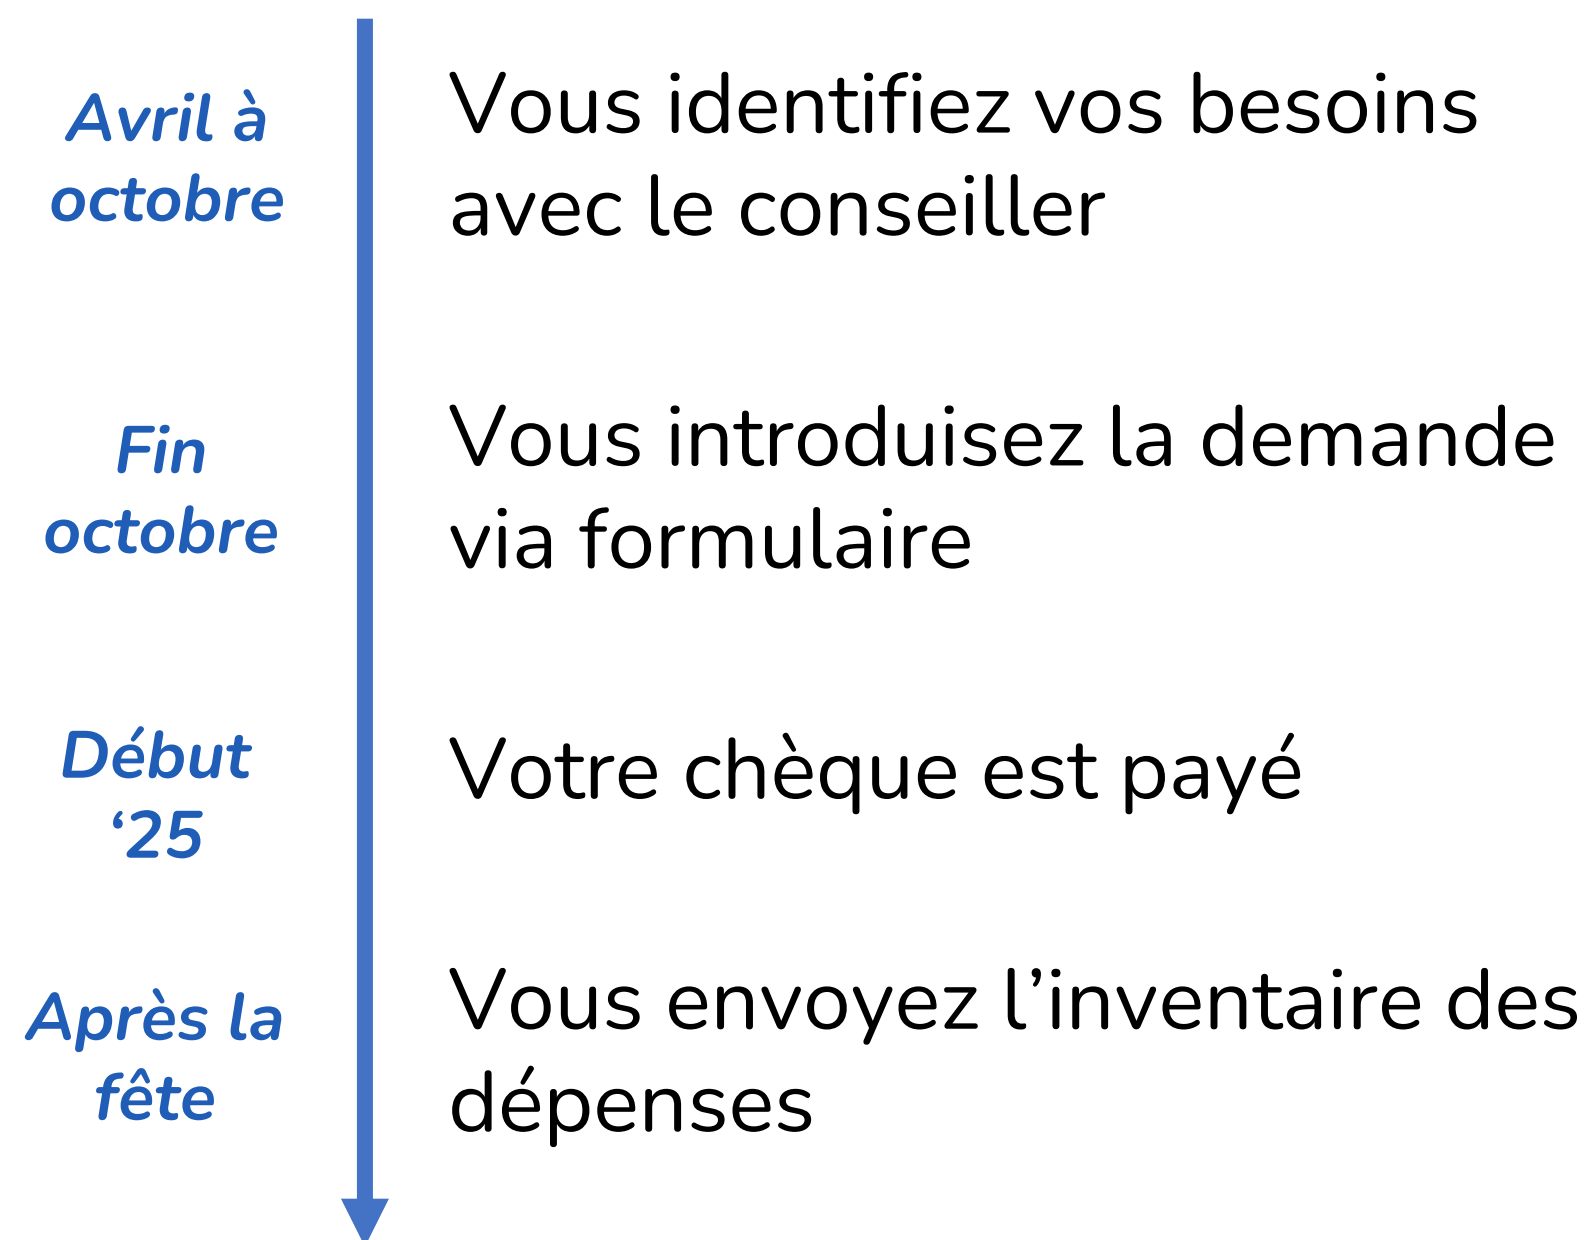 Avril à
octobre
Vous identifiez vos besoins
avec le conseiller
Fin
octobre
Vous introduisez la demande
via formulaire
Début
‘25
Votre chèque est payé
Après la
fête
Vous envoyez l’inventaire des
dépenses